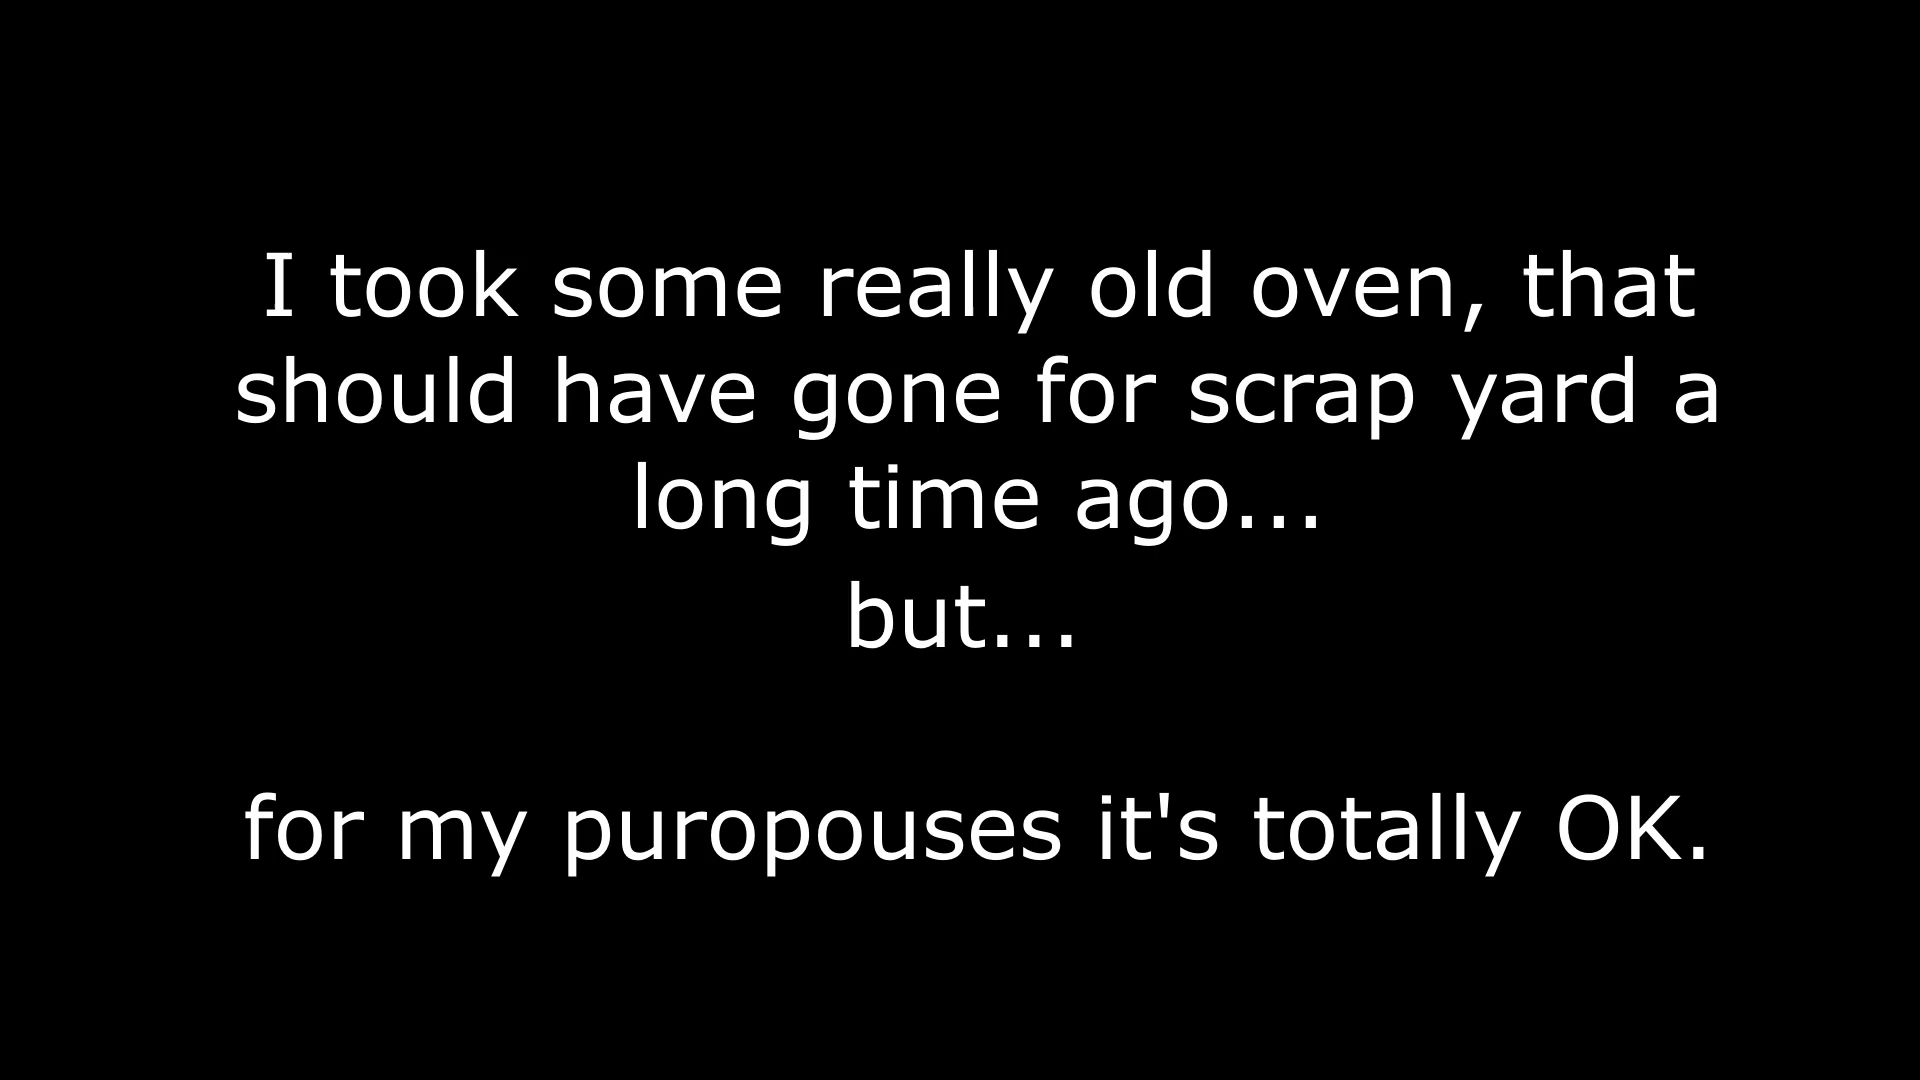 I took some really old oven, that
should have gone for scrap yard a
long time ago...
but...
for my puropouses it's totally OK.